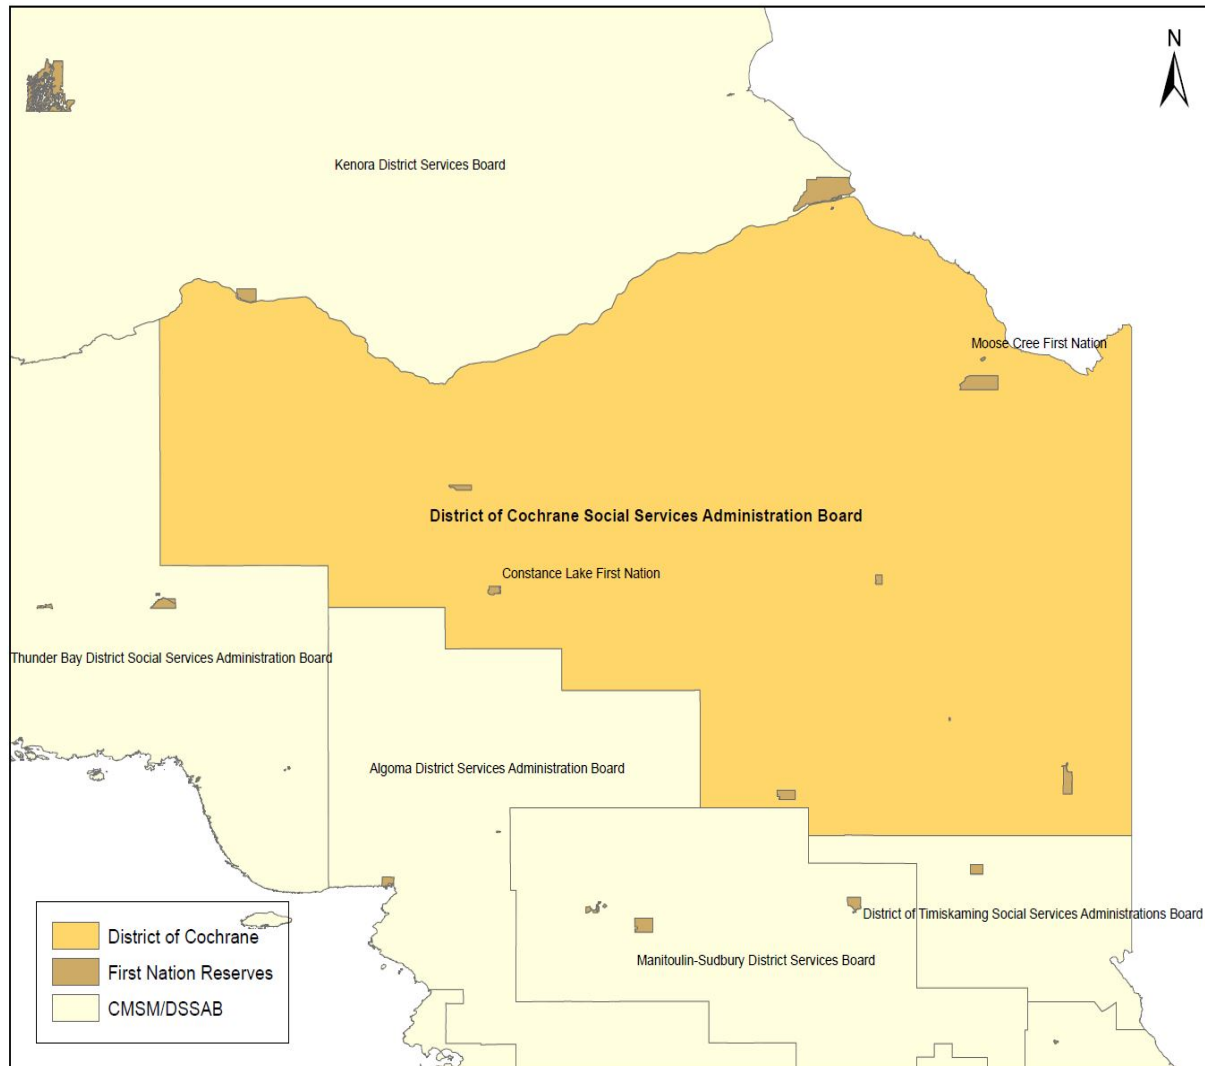 N
Kenora District Services Board
Moose Cree First Nation
District of Cochrane Social Services Administration Board
Constance Lake First Nation
Thunder Bay District Social Services Administration Board
Algoma District Services Administration Board
District of Timiskaming Social Services Administrations Board
Manitoulin-Sudbury District Services Board
District of Cochrane
First Nation Reserves
CMSM/DSSAB